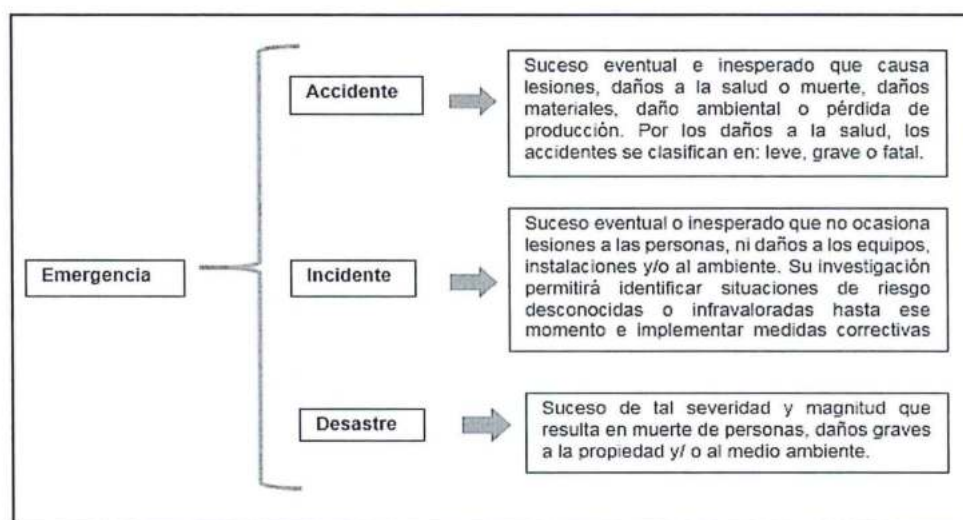 Accidente
Suceso eventual e inesperado que causa
lesiones, daños a la salud o muerte, daños
materiales, daño ambiental o pérdida de
producción. Por los daños a la salud, los
accidentes se clasifican en: leve, grave o fatal.
Emergencia
Incidente
Suceso eventual o inesperado que no ocasiona
lesiones a las personas, ni daños a los equipos,
instalaciones y/o al ambiente. Su investigación
permitirá identificar situaciones de riesgo
desconocidas o infravaloradas hasta ese
momento e implementar medidas correctivas
Desastre
Suceso de tal severidad y magnitud que
resulta en muerte de personas, daños graves
a la propiedad y/ o al medio ambiente.